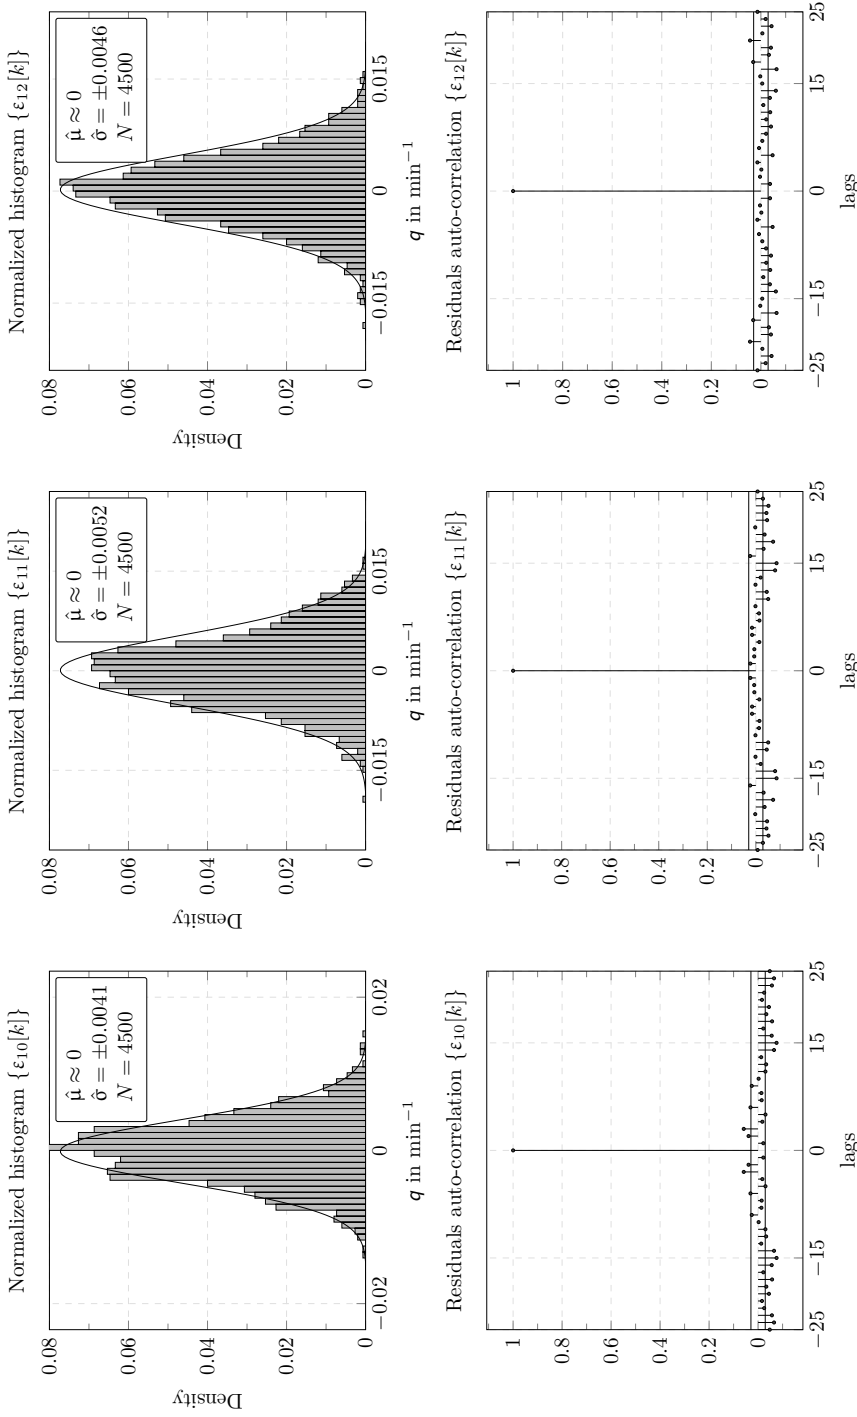 Normalized histogram {ε₁₀[k]}
μ̂ ≈ 0
σ̂ = ±0.0041
N = 4500
0.08
0.06
0.04
0.02
0
Density
−0.02 0 0.02
q in min⁻¹
Normalized histogram {ε₁₁[k]}
μ̂ ≈ 0
σ̂ = ±0.0052
N = 4500
0.08
0.06
0.04
0.02
0
Density
−0.015 0 0.015
q in min⁻¹
Normalized histogram {ε₁₂[k]}
μ̂ ≈ 0
σ̂ = ±0.0046
N = 4500
0.08
0.06
0.04
0.02
0
Density
−0.015 0 0.015
q in min⁻¹
Residuals auto-correlation {ε₁₀[k]}
1
0.8
0.6
0.4
0.2
0
−25 −15 0 15 25
lags
Residuals auto-correlation {ε₁₁[k]}
1
0.8
0.6
0.4
0.2
0
−25 −15 0 15 25
lags
Residuals auto-correlation {ε₁₂[k]}
1
0.8
0.6
0.4
0.2
0
−25 −15 0 15 25
lags